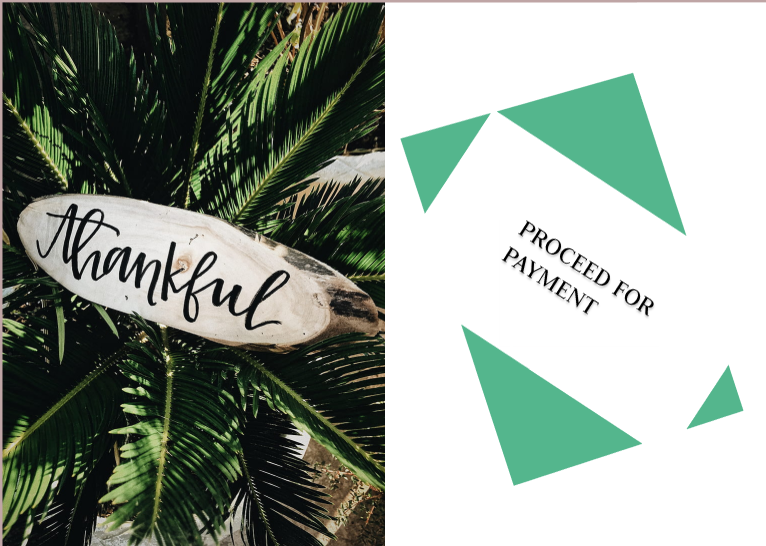 thankful
PROCEED FOR
PAYMENT